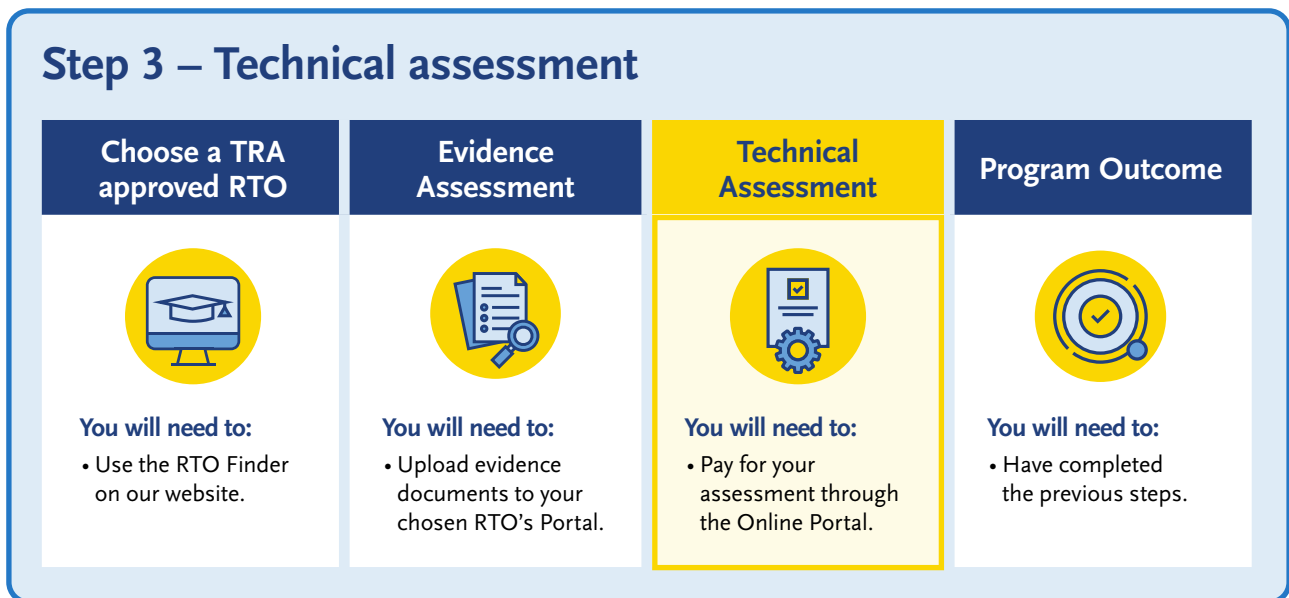 Step 3 – Technical assessment
Choose a TRA
approved RTO
You will need to:
• Use the RTO Finder
on our website.
Evidence
Assessment
You will need to:
• Upload evidence
documents to your
chosen RTO’s Portal.
Technical
Assessment
You will need to:
• Pay for your
assessment through
the Online Portal.
Program Outcome
You will need to:
• Have completed
the previous steps.